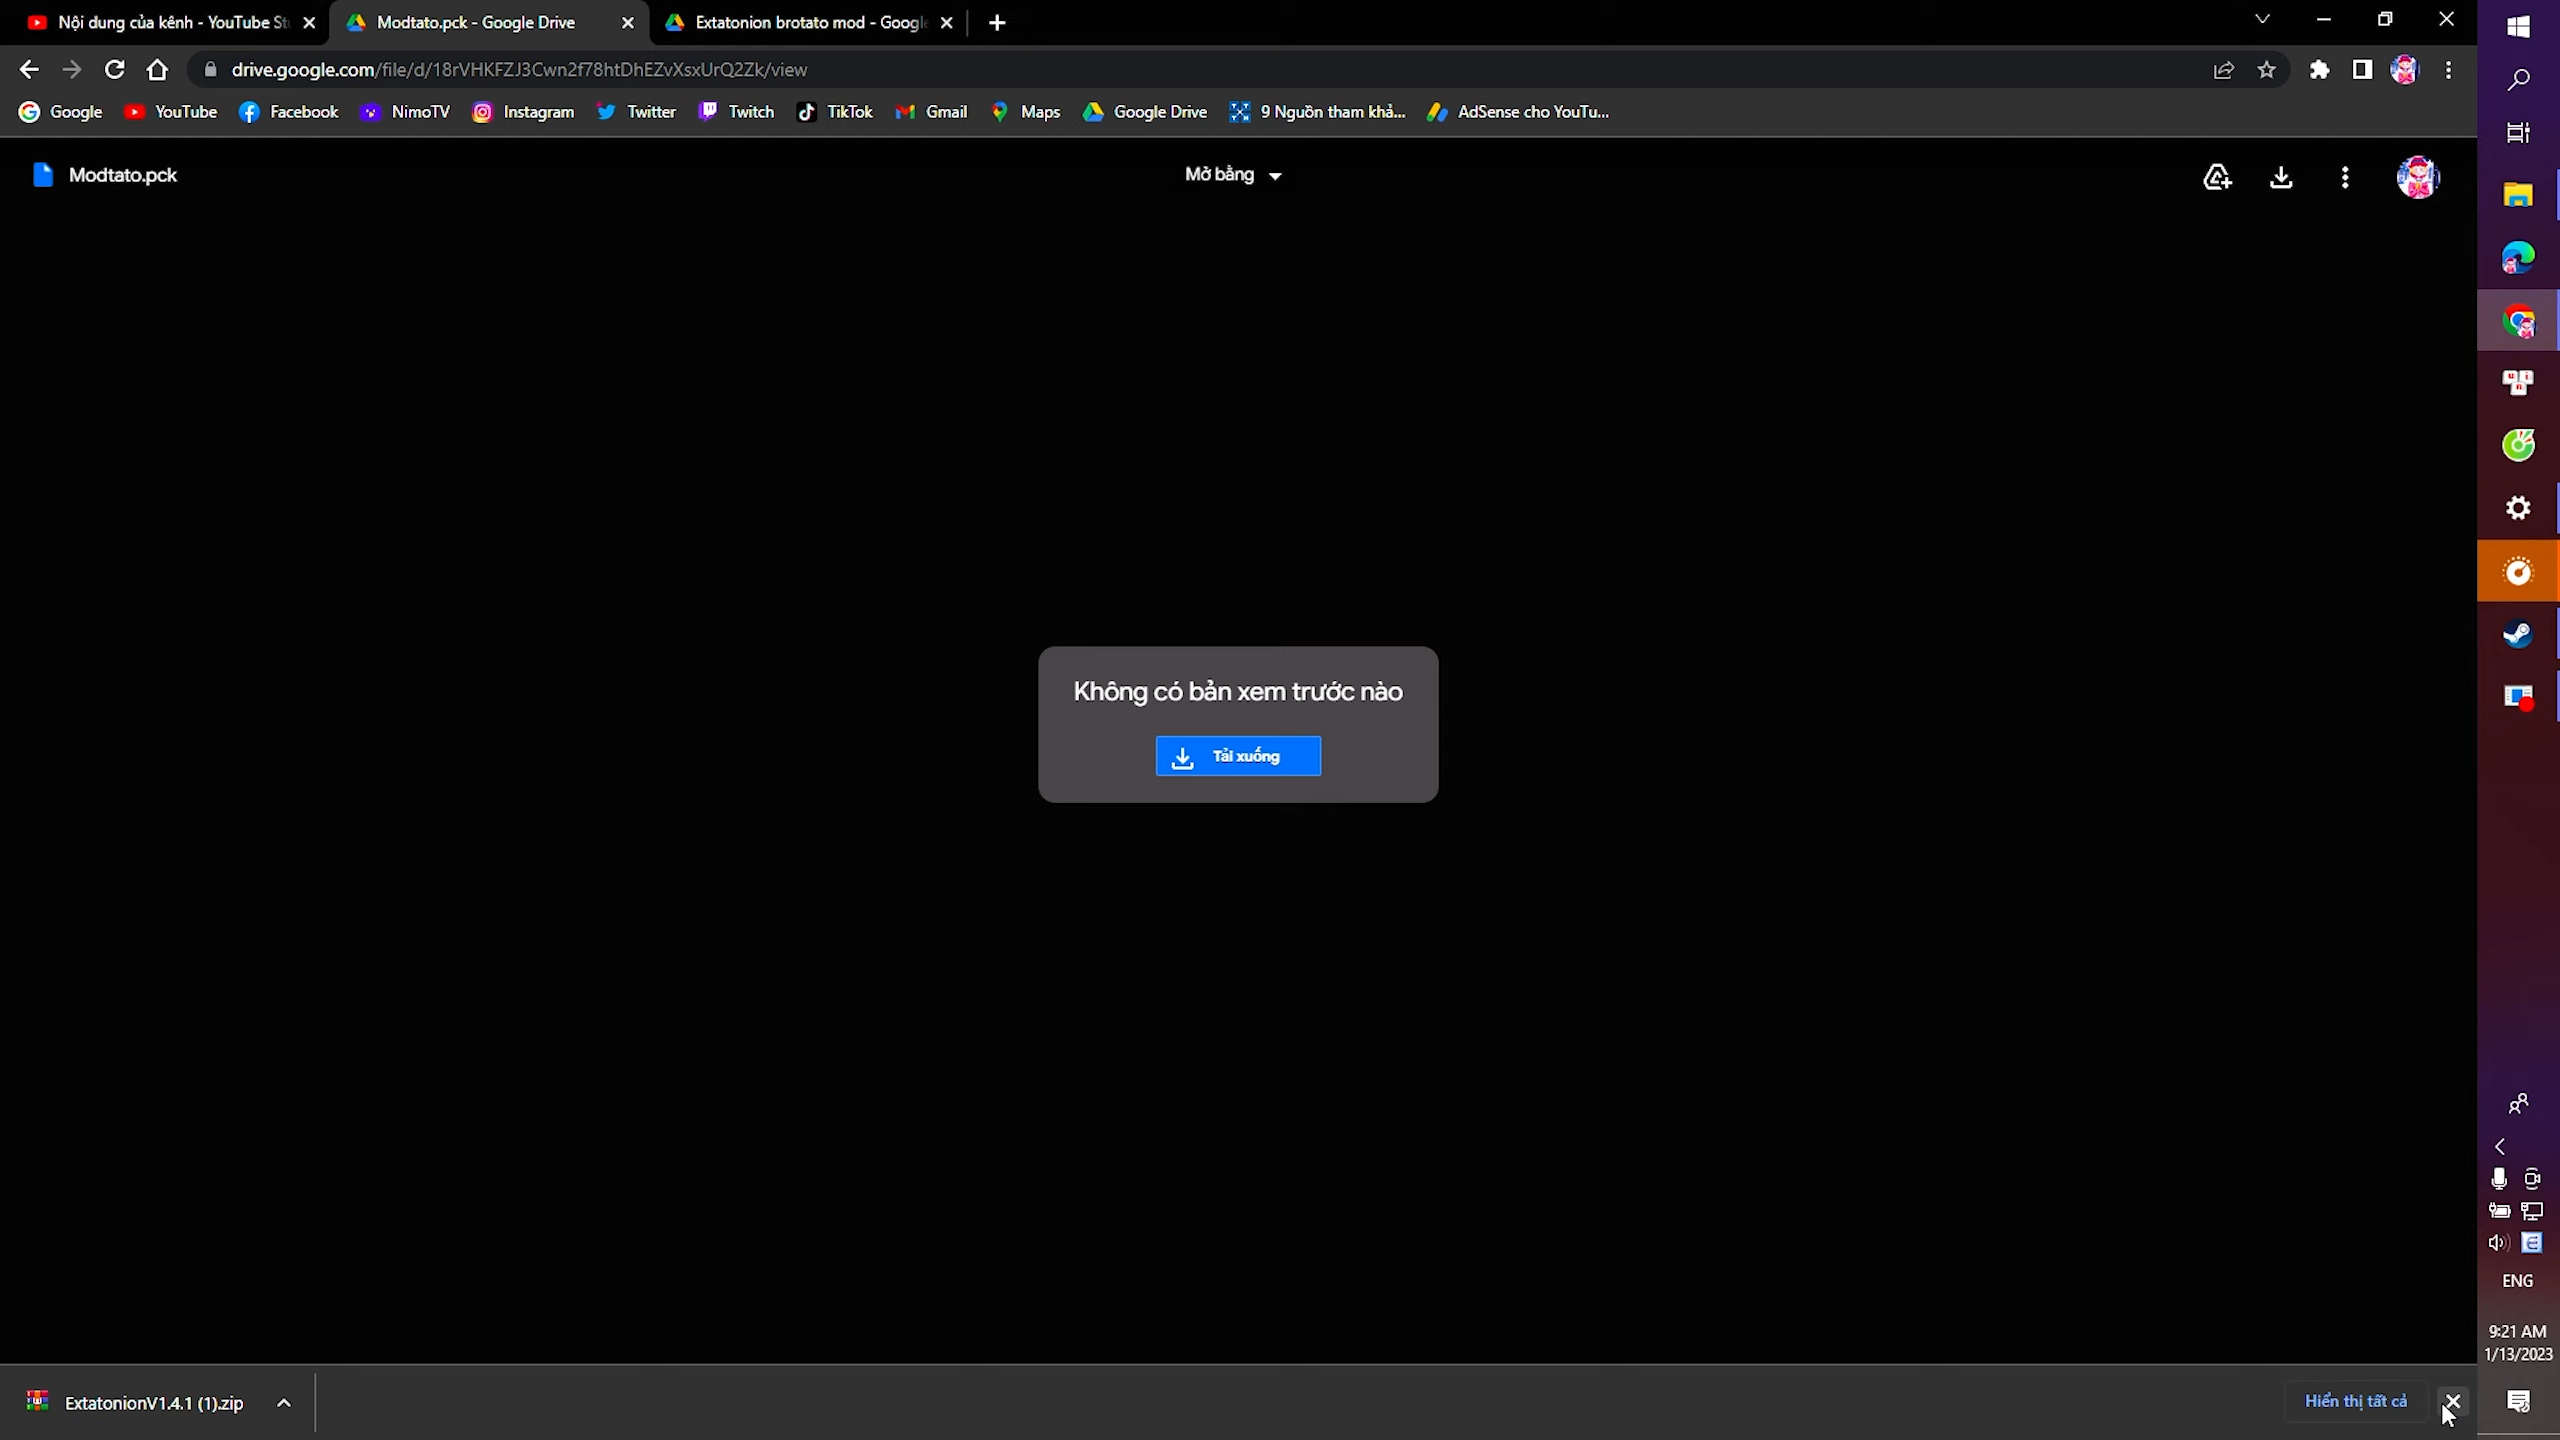 Nội dung của kênh - YouTube St
Modtato.pck - Google Drive
Extatonion brotato mod - Google
drive.google.com/file/d/18rVHKFZJ3Cwn2f78htDhEZvXsxUrQ2Zk/view
Google
YouTube
Facebook
NimoTV
Instagram
Twitter
Twitch
TikTok
Gmail
Maps
Google Drive
9 Nguồn tham khả...
AdSense cho YouTu...
Modtato.pck
Mở bằng
Không có bản xem trước nào
Tải xuống
ENG
9:21 AM
1/13/2023
ExtatonionV1.4.1 (1).zip
Hiển thị tất cả